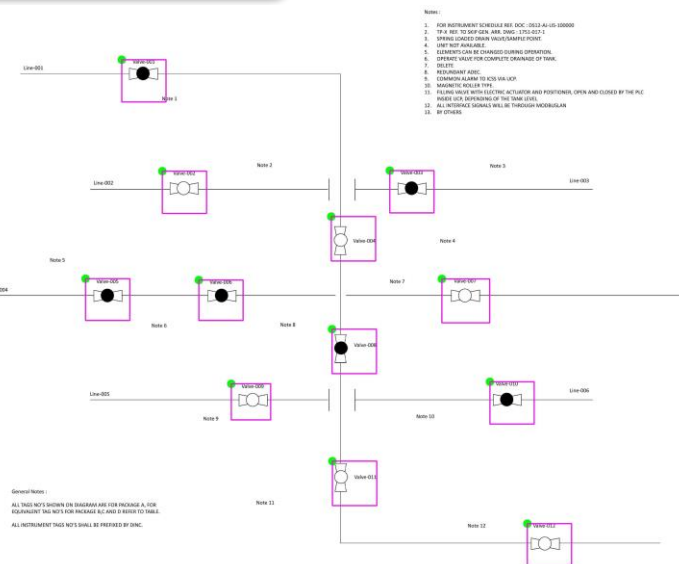 Notes :
1. FOR INSTRUMENT SCHEDULE REF. DOC : DS12-AI-US-100000
2. TP-X REF. TO SKIP GEN. ARR. DWG : 1751-017-1
3. SPRING LOADED DRAIN VALVE/SAMPLE POINT.
4. UNIT NOT AVAILABLE.
5. ELEMENTS CAN BE CHANGED DURING OPERATION.
6. OPERATE VALVE FOR COMPLETE DRAINAGE OF TANK.
7. DELETE
8. REDUNDANT ADEC.
9. COMMON ALARM TO ICSS VIA UCP.
10. MAGNETIC ROLLER TYPE.
11. FILLING VALVE WITH ELECTRIC ACTUATOR AND POSITIONER, OPEN AND CLOSED BY THE PLC
INSIDE UCP, DEPENDING OF THE TANK LEVEL
12. ALL INTERFACE SIGNALS WILL BE THROUGH MODBUSLAN
13. BY OTHERS
Line-001
Valve-001
Note 1
Note 2
Note 3
Line-002
Valve-002
Valve-003
Line-003
Valve-004
Note 4
Note 5
004
Valve-005
Valve-006
Note 7
Valve-007
Note 6
Note 8
Valve-008
Line-005
Valve-009
Valve-010
Line-006
Note 9
Note 10
Valve-011
General Notes :
ALL TAGS NO'S SHOWN ON DIAGRAM ARE FOR PACKAGE A, FOR
EQUIVALENT TAG NO'S FOR PACKAGE B,C AND D REFER TO TABLE.
ALL INSTRUMENT TAGS NO'S SHALL BE PREFIXED BY DINC.
Note 11
Note 12
Valve-012